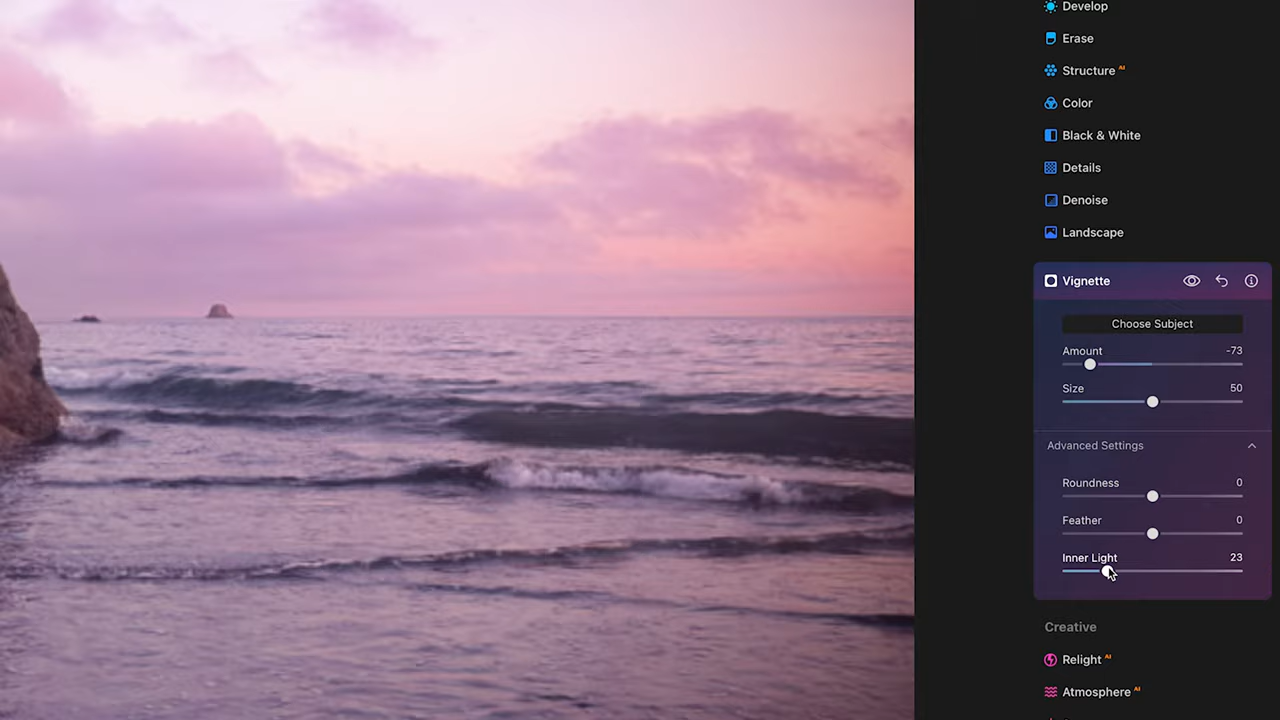 Develop
Erase
Structure AI
Color
Black & White
Details
Denoise
Landscape
Vignette
Choose Subject
Amount -73
Size 50
Advanced Settings
Roundness 0
Feather 0
Inner Light 23
Creative
Relight AI
Atmosphere AI